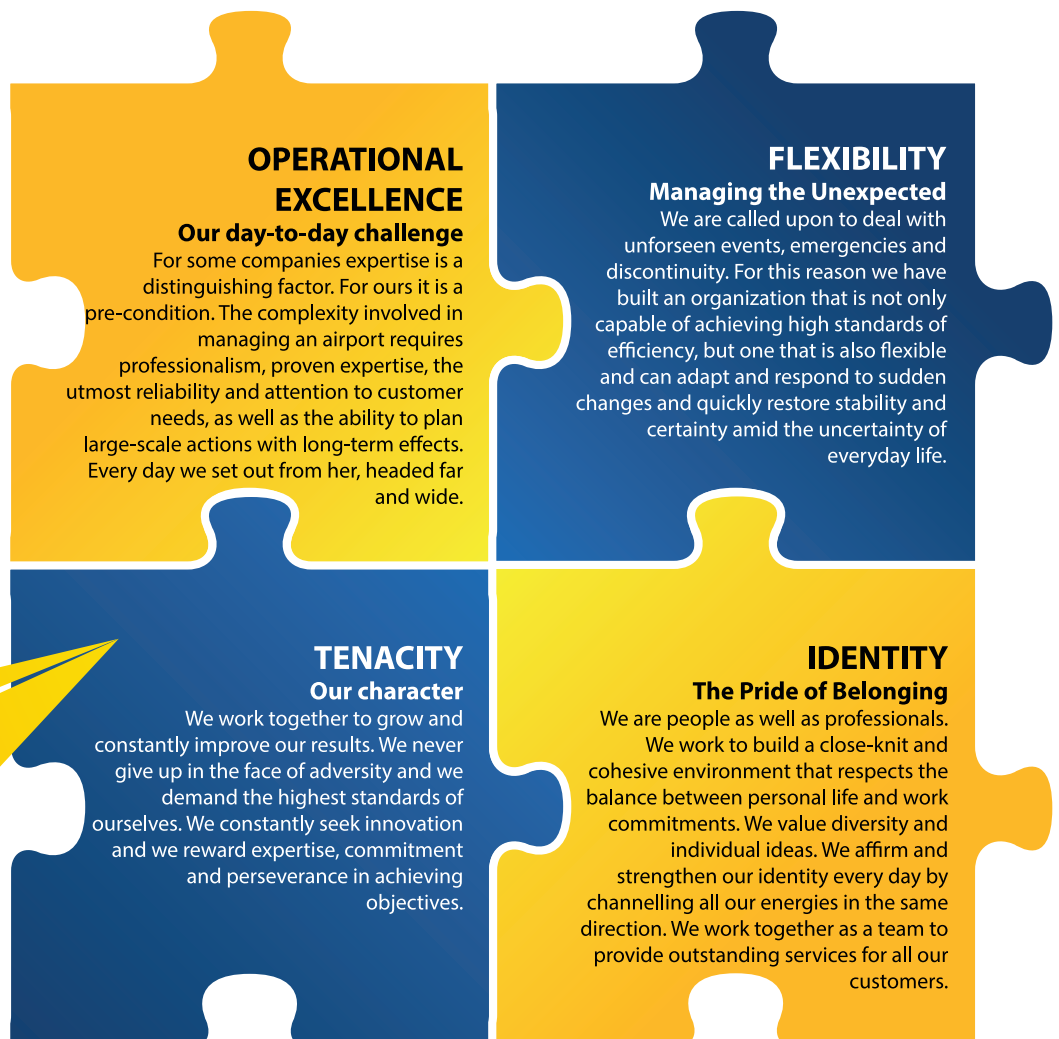 OPERATIONAL
EXCELLENCE
Our day-to-day challenge
For some companies expertise is a
distinguishing factor. For ours it is a
pre-condition. The complexity involved in
managing an airport requires
professionalism, proven expertise, the
utmost reliability and attention to customer
needs, as well as the ability to plan
large-scale actions with long-term effects.
Every day we set out from her, headed far
and wide.
FLEXIBILITY
Managing the Unexpected
We are called upon to deal with
unforseen events, emergencies and
discontinuity. For this reason we have
built an organization that is not only
capable of achieving high standards of
efficiency, but one that is also flexible
and can adapt and respond to sudden
changes and quickly restore stability and
certainty amid the uncertainty of
everyday life.
TENACITY
Our character
We work together to grow and
constantly improve our results. We never
give up in the face of adversity and we
demand the highest standards of
ourselves. We constantly seek innovation
and we reward expertise, commitment
and perseverance in achieving
objectives.
IDENTITY
The Pride of Belonging
We are people as well as professionals.
We work to build a close-knit and
cohesive environment that respects the
balance between personal life and work
commitments. We value diversity and
individual ideas. We affirm and
strengthen our identity every day by
channelling all our energies in the same
direction. We work together as a team to
provide outstanding services for all our
customers.